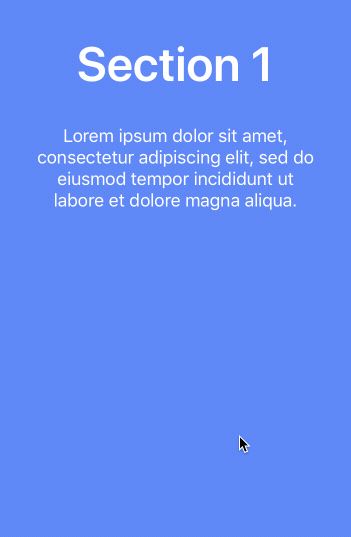 Section 1
Lorem ipsum dolor sit amet,
consectetur adipiscing elit, sed do
eiusmod tempor incididunt ut
labore et dolore magna aliqua.